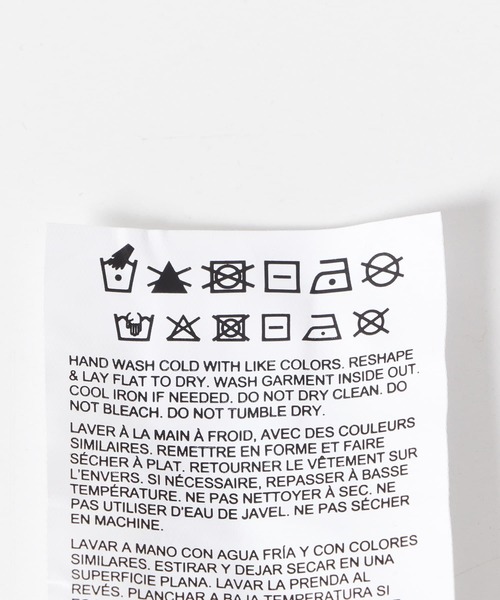 HAND WASH COLD WITH LIKE COLORS. RESHAPE
& LAY FLAT TO DRY. WASH GARMENT INSIDE OUT.
COOL IRON IF NEEDED. DO NOT DRY CLEAN. DO
NOT BLEACH. DO NOT TUMBLE DRY.
LAVER À LA MAIN À FROID, AVEC DES COULEURS
SIMILAIRES. REMETTRE EN FORME ET FAIRE
SÉCHER À PLAT. RETOURNER LE VÊTEMENT SUR
L'ENVERS. SI NÉCESSAIRE, REPASSER À BASSE
TEMPÉRATURE. NE PAS NETTOYER À SEC. NE
PAS UTILISER D'EAU DE JAVEL. NE PAS SÉCHER
EN MACHINE.
LAVAR A MANO CON AGUA FRÍA Y CON COLORES
SIMILARES. ESTIRAR Y DEJAR SECAR EN UNA
SUPERFICIE PLANA. LAVAR LA PRENDA AL
REVÉS. PLANCHAR A BAJA TEMPERATURA SI